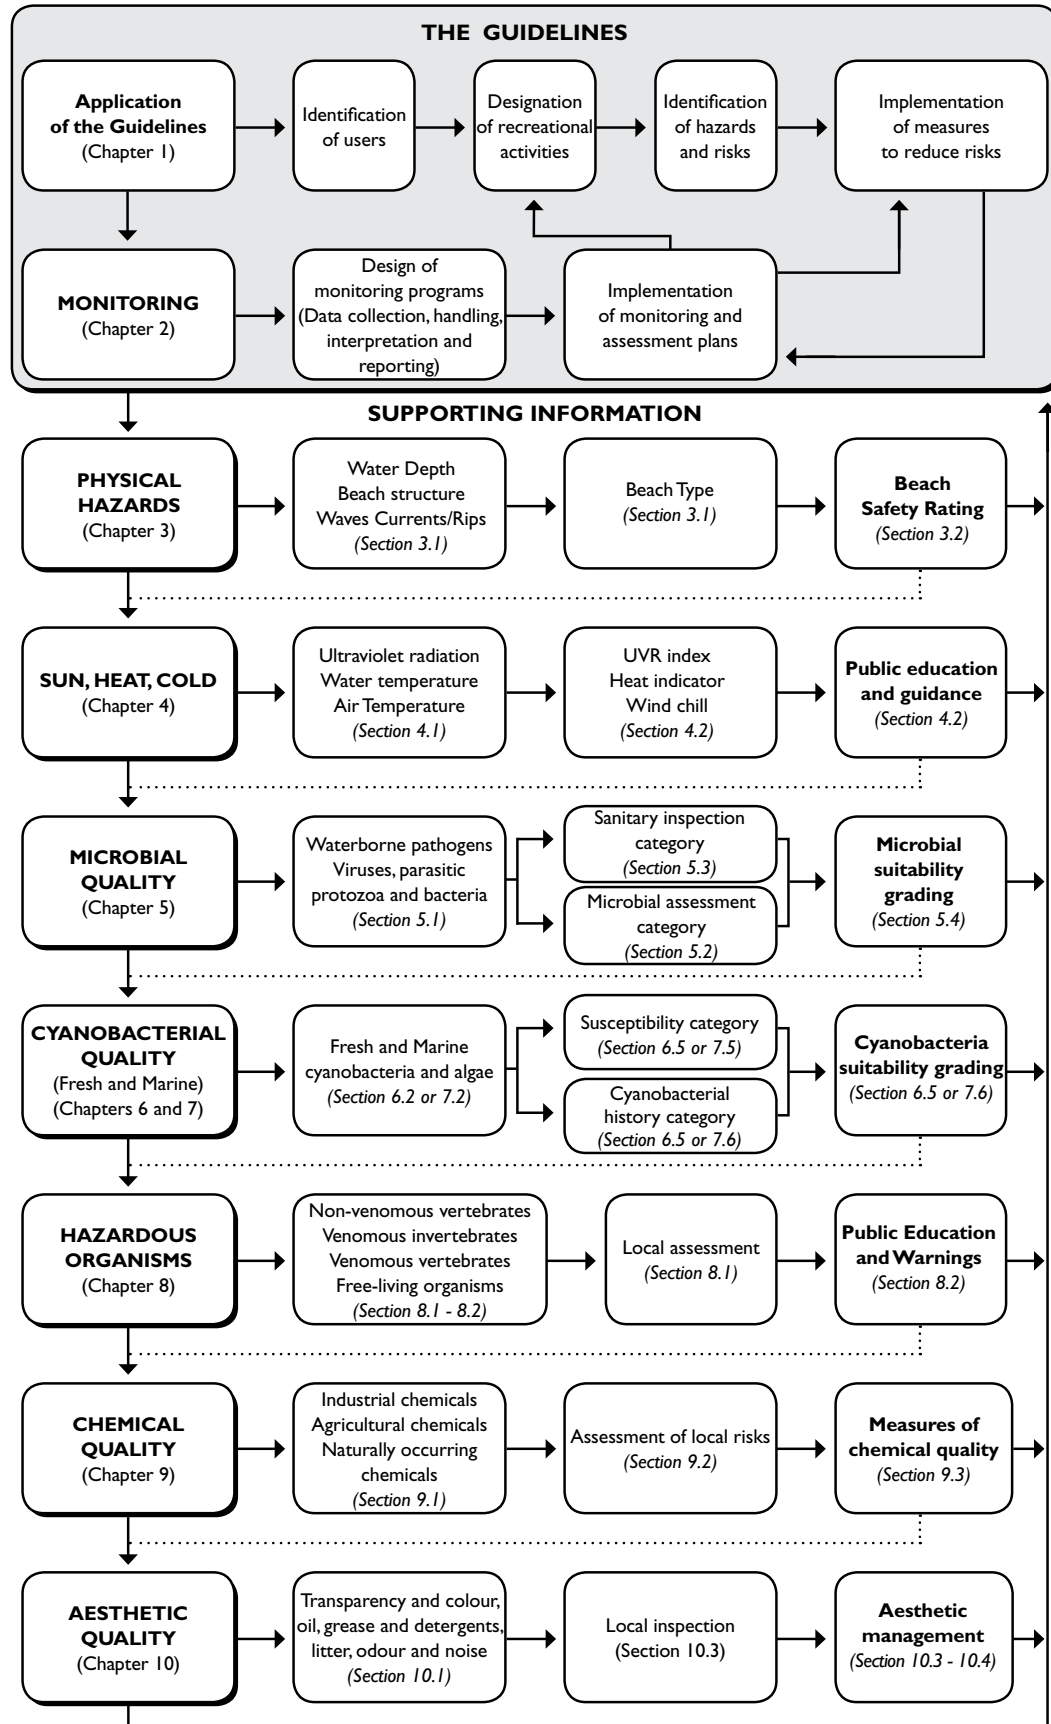 THE GUIDELINES
Application
of the Guidelines
(Chapter 1)
Identification
of users
Designation
of recreational
activities
Identification
of hazards
and risks
Implementation
of measures
to reduce risks
MONITORING
(Chapter 2)
Design of
monitoring programs
(Data collection, handling,
interpretation and
reporting)
Implementation
of monitoring and
assessment plans
SUPPORTING INFORMATION
PHYSICAL
HAZARDS
(Chapter 3)
Water Depth
Beach structure
Waves Currents/Rips
(Section 3.1)
Beach Type
(Section 3.1)
Beach
Safety Rating
(Section 3.2)
SUN, HEAT, COLD
(Chapter 4)
Ultraviolet radiation
Water temperature
Air Temperature
(Section 4.1)
UVR index
Heat indicator
Wind chill
(Section 4.2)
Public education
and guidance
(Section 4.2)
MICROBIAL
QUALITY
(Chapter 5)
Waterborne pathogens
Viruses, parasitic
protozoa and bacteria
(Section 5.1)
Sanitary inspection
category
(Section 5.3)
Microbial assessment
category
(Section 5.2)
Microbial
suitability
grading
(Section 5.4)
CYANOBACTERIAL
QUALITY
(Fresh and Marine)
(Chapters 6 and 7)
Fresh and Marine
cyanobacteria and algae
(Section 6.2 or 7.2)
Susceptibility category
(Section 6.5 or 7.5)
Cyanobacterial
history category
(Section 6.5 or 7.6)
Cyanobacteria
suitability grading
(Section 6.5 or 7.6)
HAZARDOUS
ORGANISMS
(Chapter 8)
Non-venomous vertebrates
Venomous invertebrates
Venomous vertebrates
Free-living organisms
(Section 8.1 - 8.2)
Local assessment
(Section 8.1)
Public Education
and Warnings
(Section 8.2)
CHEMICAL
QUALITY
(Chapter 9)
Industrial chemicals
Agricultural chemicals
Naturally occurring
chemicals
(Section 9.1)
Assessment of local risks
(Section 9.2)
Measures of
chemical quality
(Section 9.3)
AESTHETIC
QUALITY
(Chapter 10)
Transparency and colour,
oil, grease and detergents,
litter, odour and noise
(Section 10.1)
Local inspection
(Section 10.3)
Aesthetic
management
(Section 10.3 - 10.4)